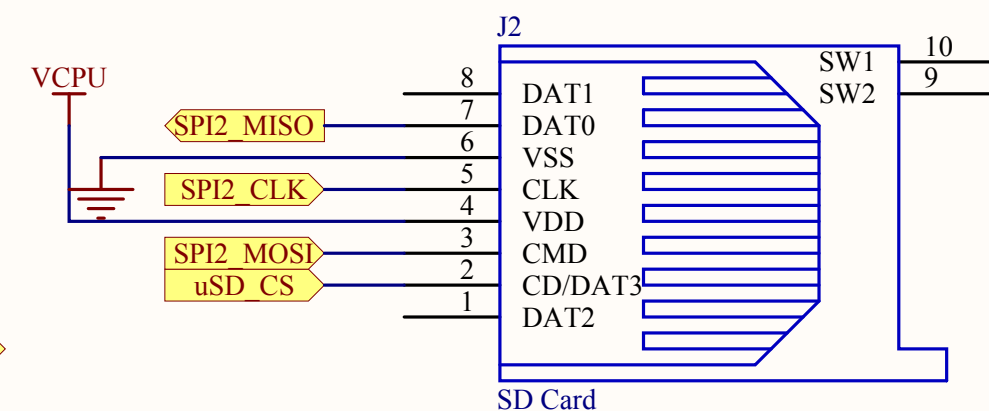 J2
VCPU
SW1 10
SW2 9
8 DAT1
SPI2_MISO 7 DAT0
6 VSS
SPI2_CLK 5 CLK
4 VDD
SPI2_MOSI 3 CMD
uSD_CS 2 CD/DAT3
1 DAT2
SD Card